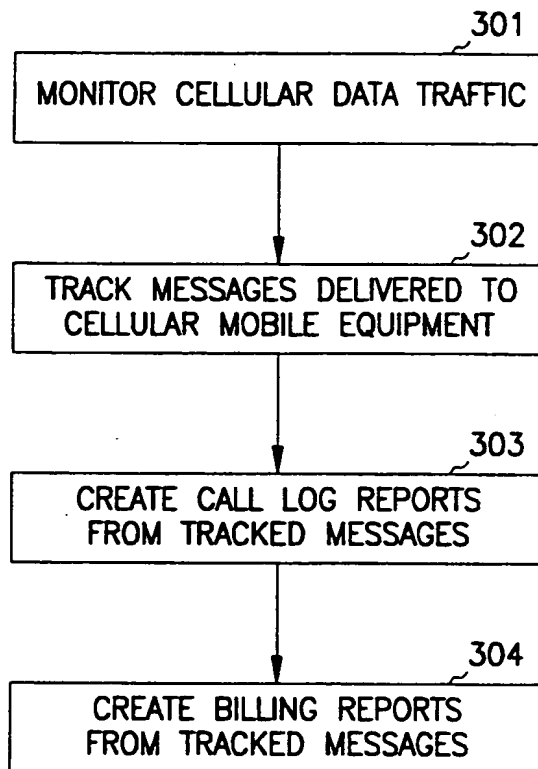 301
MONITOR CELLULAR DATA TRAFFIC
302
TRACK MESSAGES DELIVERED TO
CELLULAR MOBILE EQUIPMENT
303
CREATE CALL LOG REPORTS
FROM TRACKED MESSAGES
304
CREATE BILLING REPORTS
FROM TRACKED MESSAGES